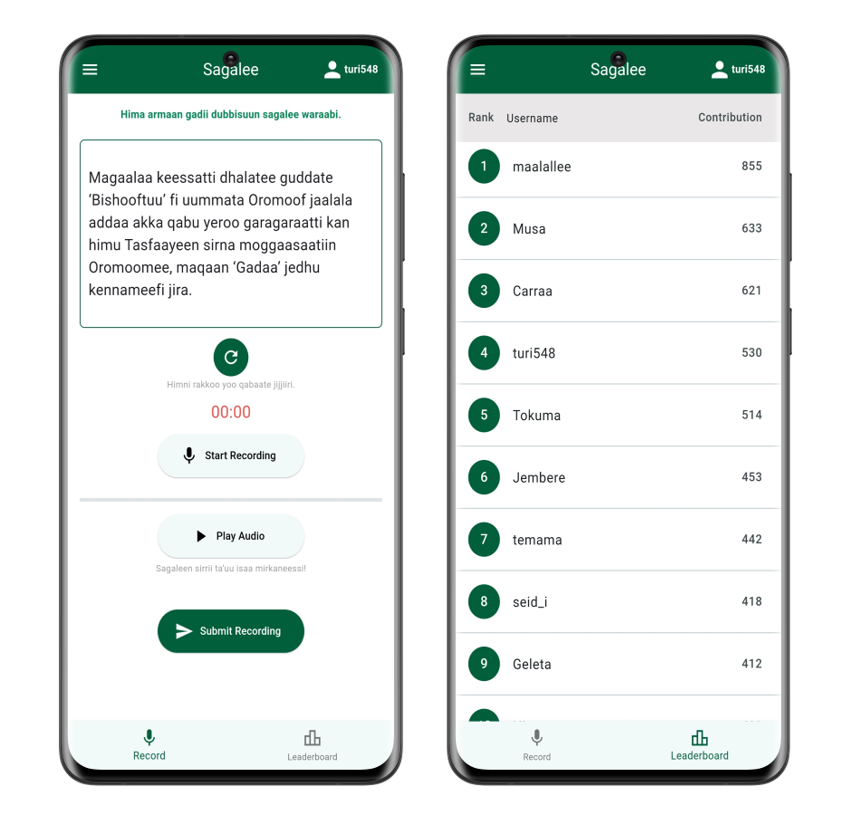 Sagalee
turi548
Hima armaan gadii dubbisuun sagalee waraabi.
Magaalaa keessatti dhalatee guddate
‘Bishooftuu’ fi uummata Oromoof jaalala
addaa akka qabu yeroo garagaraatti kan
himu Tasfaayeen sirna moggaasaatiin
Oromoomee, maqaan ‘Gadaa’ jedhu
kennameefi jira.
Himni rakkoo yoo qabaate jijjiiri.
00:00
Start Recording
Play Audio
Sagaleen sirrii ta'uu isaa mirkaneessi!
Submit Recording
Record Leaderboard
Sagalee
turi548
Rank Username Contribution
1 maalallee 855
2 Musa 633
3 Carraa 621
4 turi548 530
5 Tokuma 514
6 Jembere 453
7 temama 442
8 seid_i 418
9 Geleta 412
Record Leaderboard